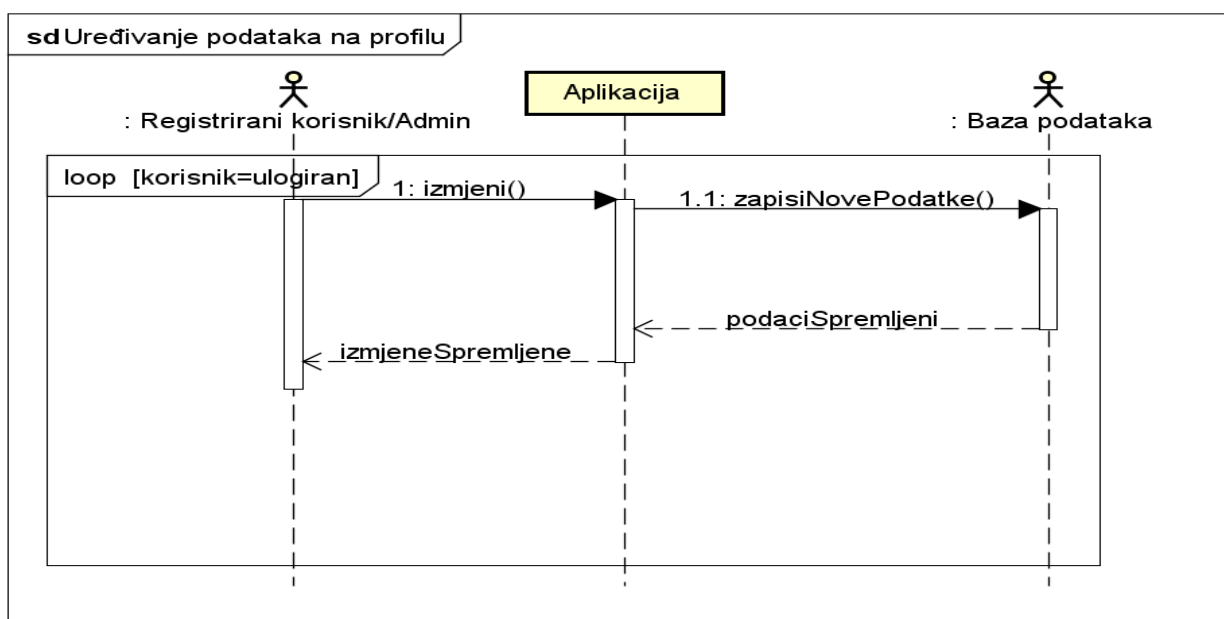 sd Uređivanje podataka na profilu
Aplikacija
: Registrirani korisnik/Admin
: Baza podataka
loop [korisnik=ulogiran]
1: izmjeni()
1.1: zapisiNovePodatke()
podaciSpremljeni
izmjeneSpremljene